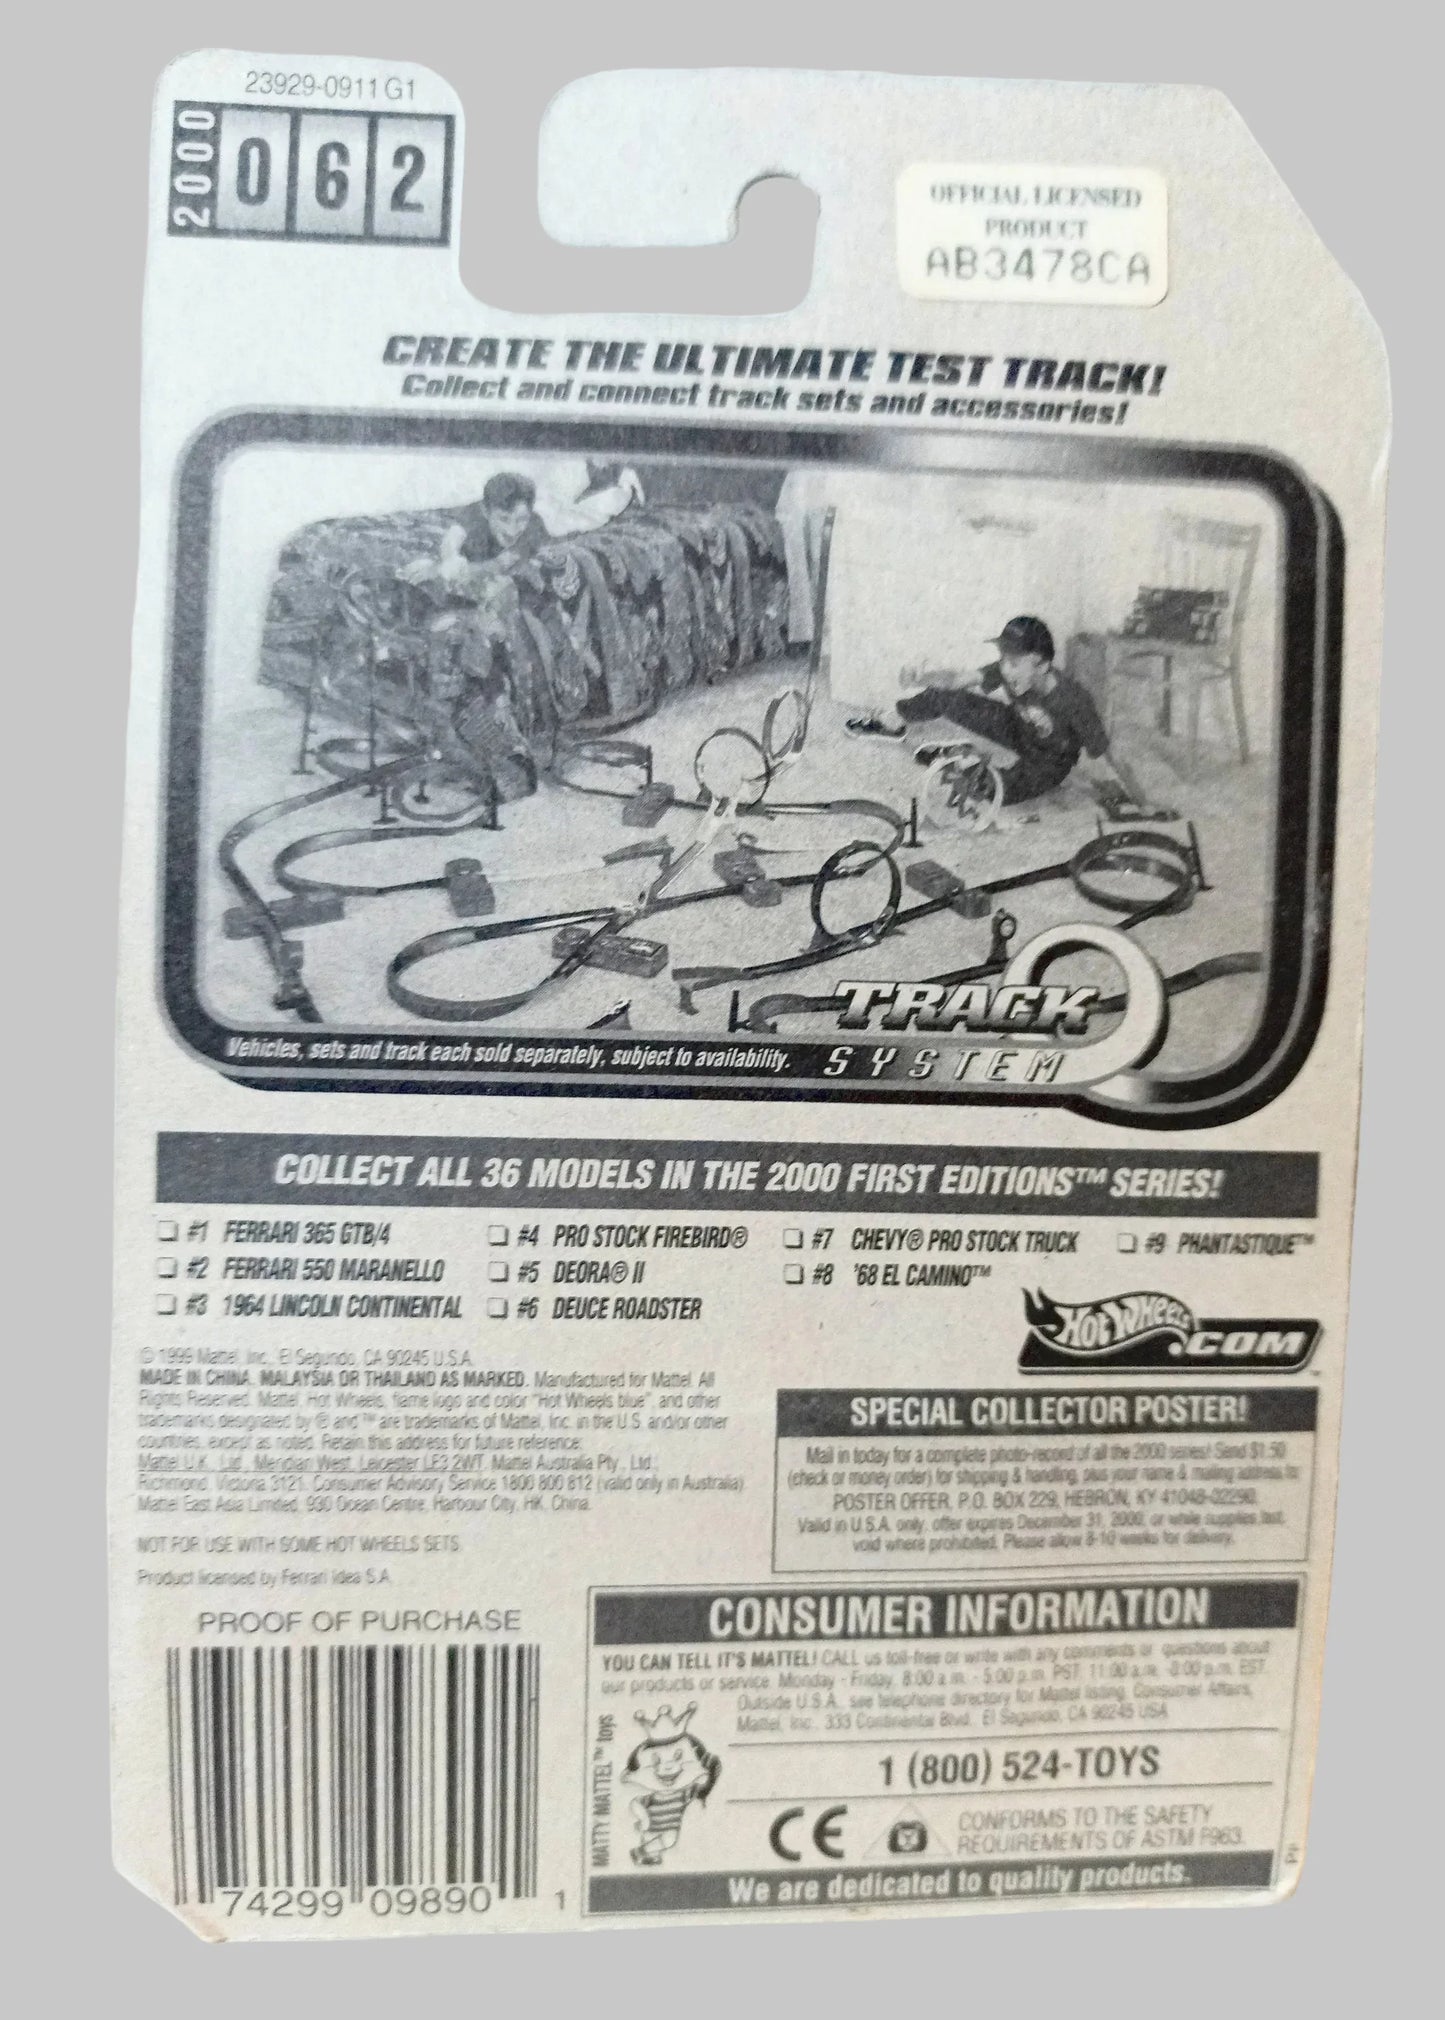 23929-0911 G1
2000 062
OFFICIAL LICENSED
PRODUCT
AB3478CA
CREATE THE ULTIMATE TEST TRACK!
Collect and connect track sets and accessories!
TRACK
SYSTEM
Vehicles, sets and track each sold separately, subject to availability.
COLLECT ALL 36 MODELS IN THE 2000 FIRST EDITIONS™ SERIES!
#1 FERRARI 365 GTB/4
#2 FERRARI 550 MARANELLO
#3 1964 LINCOLN CONTINENTAL
#4 PRO STOCK FIREBIRD®
#5 DEORA® II
#6 DEUCE ROADSTER
#7 CHEVY® PRO STOCK TRUCK
#8 '68 EL CAMINO™
#9 PHANTASTIQUE™
HOT WHEELS.COM
© 1999 Mattel, Inc., El Segundo, CA 90245 U.S.A.
MADE IN CHINA, MALAYSIA OR THAILAND AS MARKED. Manufactured for Mattel. All
Rights Reserved. Mattel, Hot Wheels, flame logo and color "Hot Wheels blue", and other
trademarks designated by ® and ™ are trademarks of Mattel, Inc. in the U.S. and/or other
countries, except as noted. Retain this address for future reference:
Mattel U.K., Ltd., Meridian West, Leicester LE3 2WT. Mattel Australia Pty., Ltd.,
Richmond, Victoria 3121. Consumer Advisory Service 1800 800 812 (valid only in Australia).
Mattel East Asia Limited, 930 Ocean Centre, Harbour City, HK, China.
NOT FOR USE WITH SOME HOT WHEELS SETS.
Product licensed by Ferrari Idea S.A.
SPECIAL COLLECTOR POSTER!
Mail in today for a complete photo-record of all the 2000 series! Send $1.50
(check or money order) for shipping & handling, plus your name & mailing address to:
POSTER OFFER, P.O. BOX 229, HEBRON, KY 41048-02290.
Valid in U.S.A. only, offer expires December 31, 2000, or while supplies last,
void where prohibited. Please allow 8-10 weeks for delivery.
PROOF OF PURCHASE
74299 09890 1
CONSUMER INFORMATION
YOU CAN TELL IT'S MATTEL! CALL us toll-free or write with any comments or questions about
our products or service. Monday - Friday, 8:00 a.m. - 5:00 p.m. PST, 11:00 a.m. -8:00 p.m. EST.
Outside U.S.A., see telephone directory for Mattel listing. Consumer Affairs,
Mattel, Inc., 333 Continental Blvd., El Segundo, CA 90245 USA
1 (800) 524-TOYS
MATTY MATTEL™ toys
CE
CONFORMS TO THE SAFETY
REQUIREMENTS OF ASTM F963.
We are dedicated to quality products.